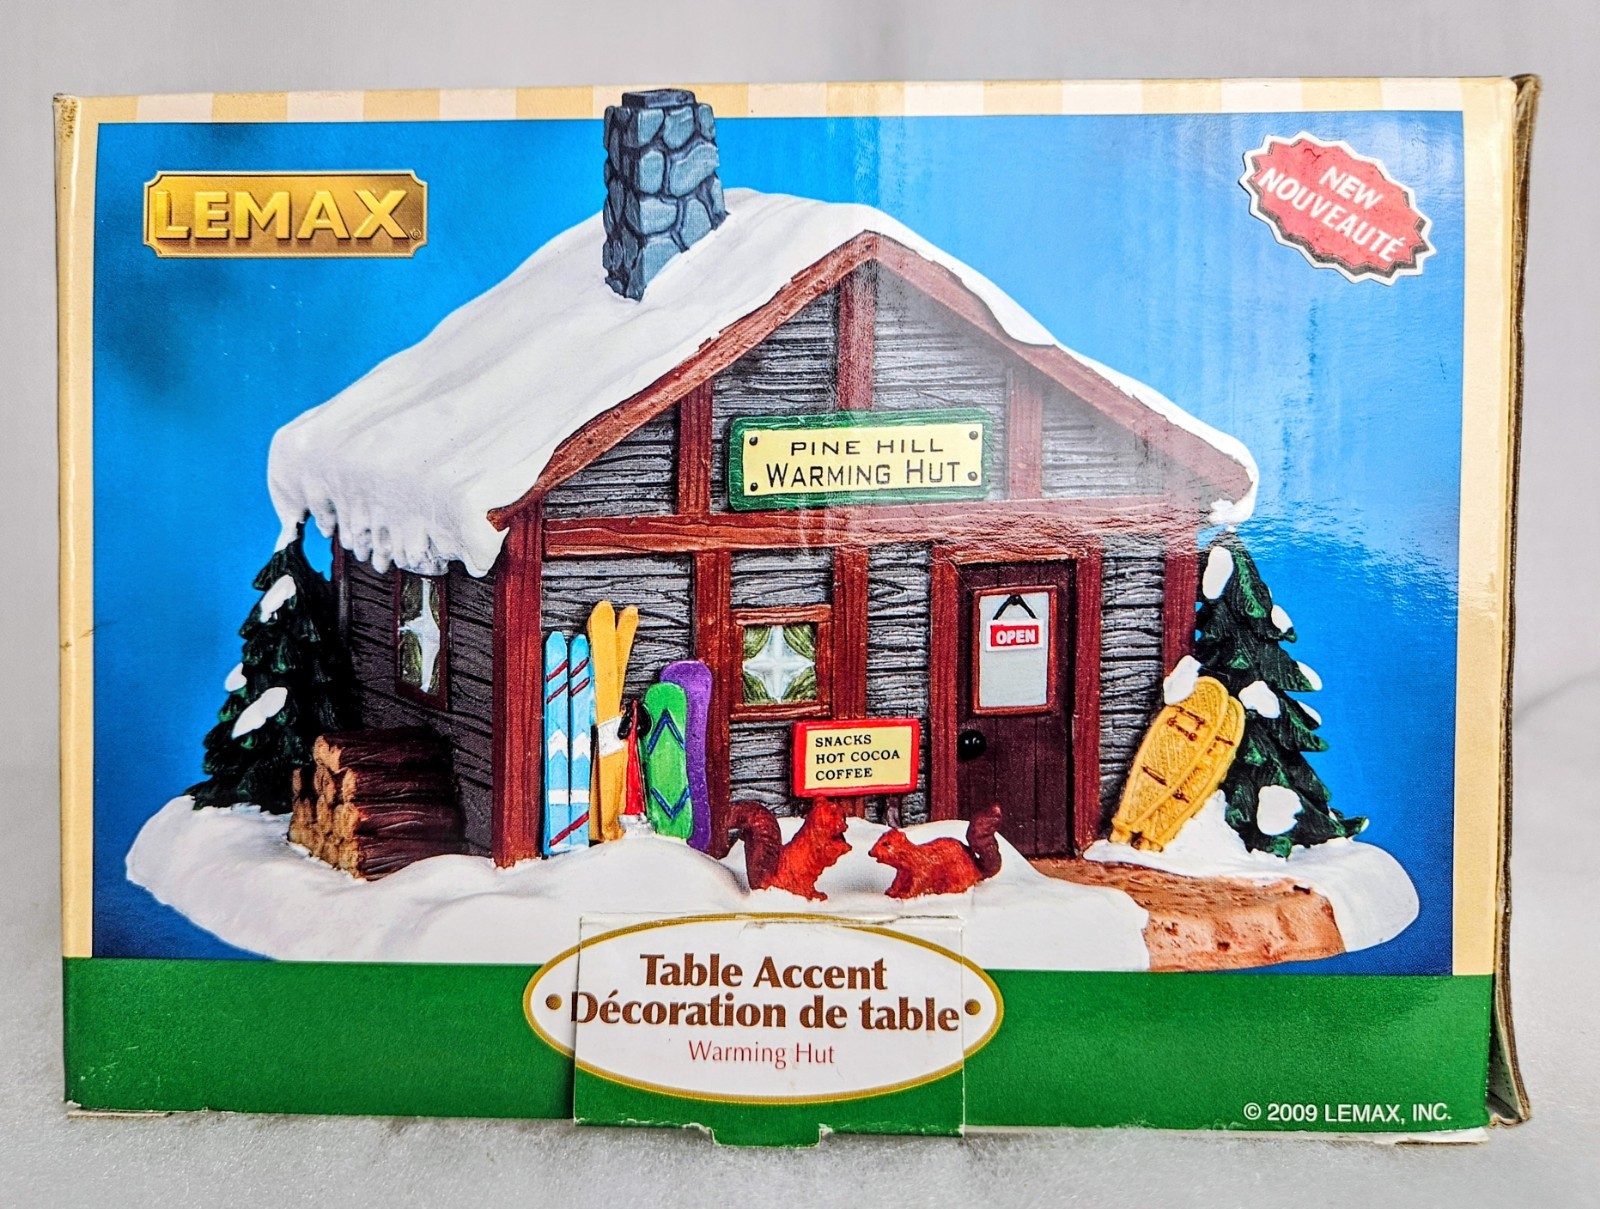 LEMAX
NEW
NOUVEAUTÉ
PINE HILL
WARMING HUT
OPEN
SNACKS
HOT COCOA
COFFEE
Table Accent
Décoration de table
Warming Hut
© 2009 LEMAX, INC.